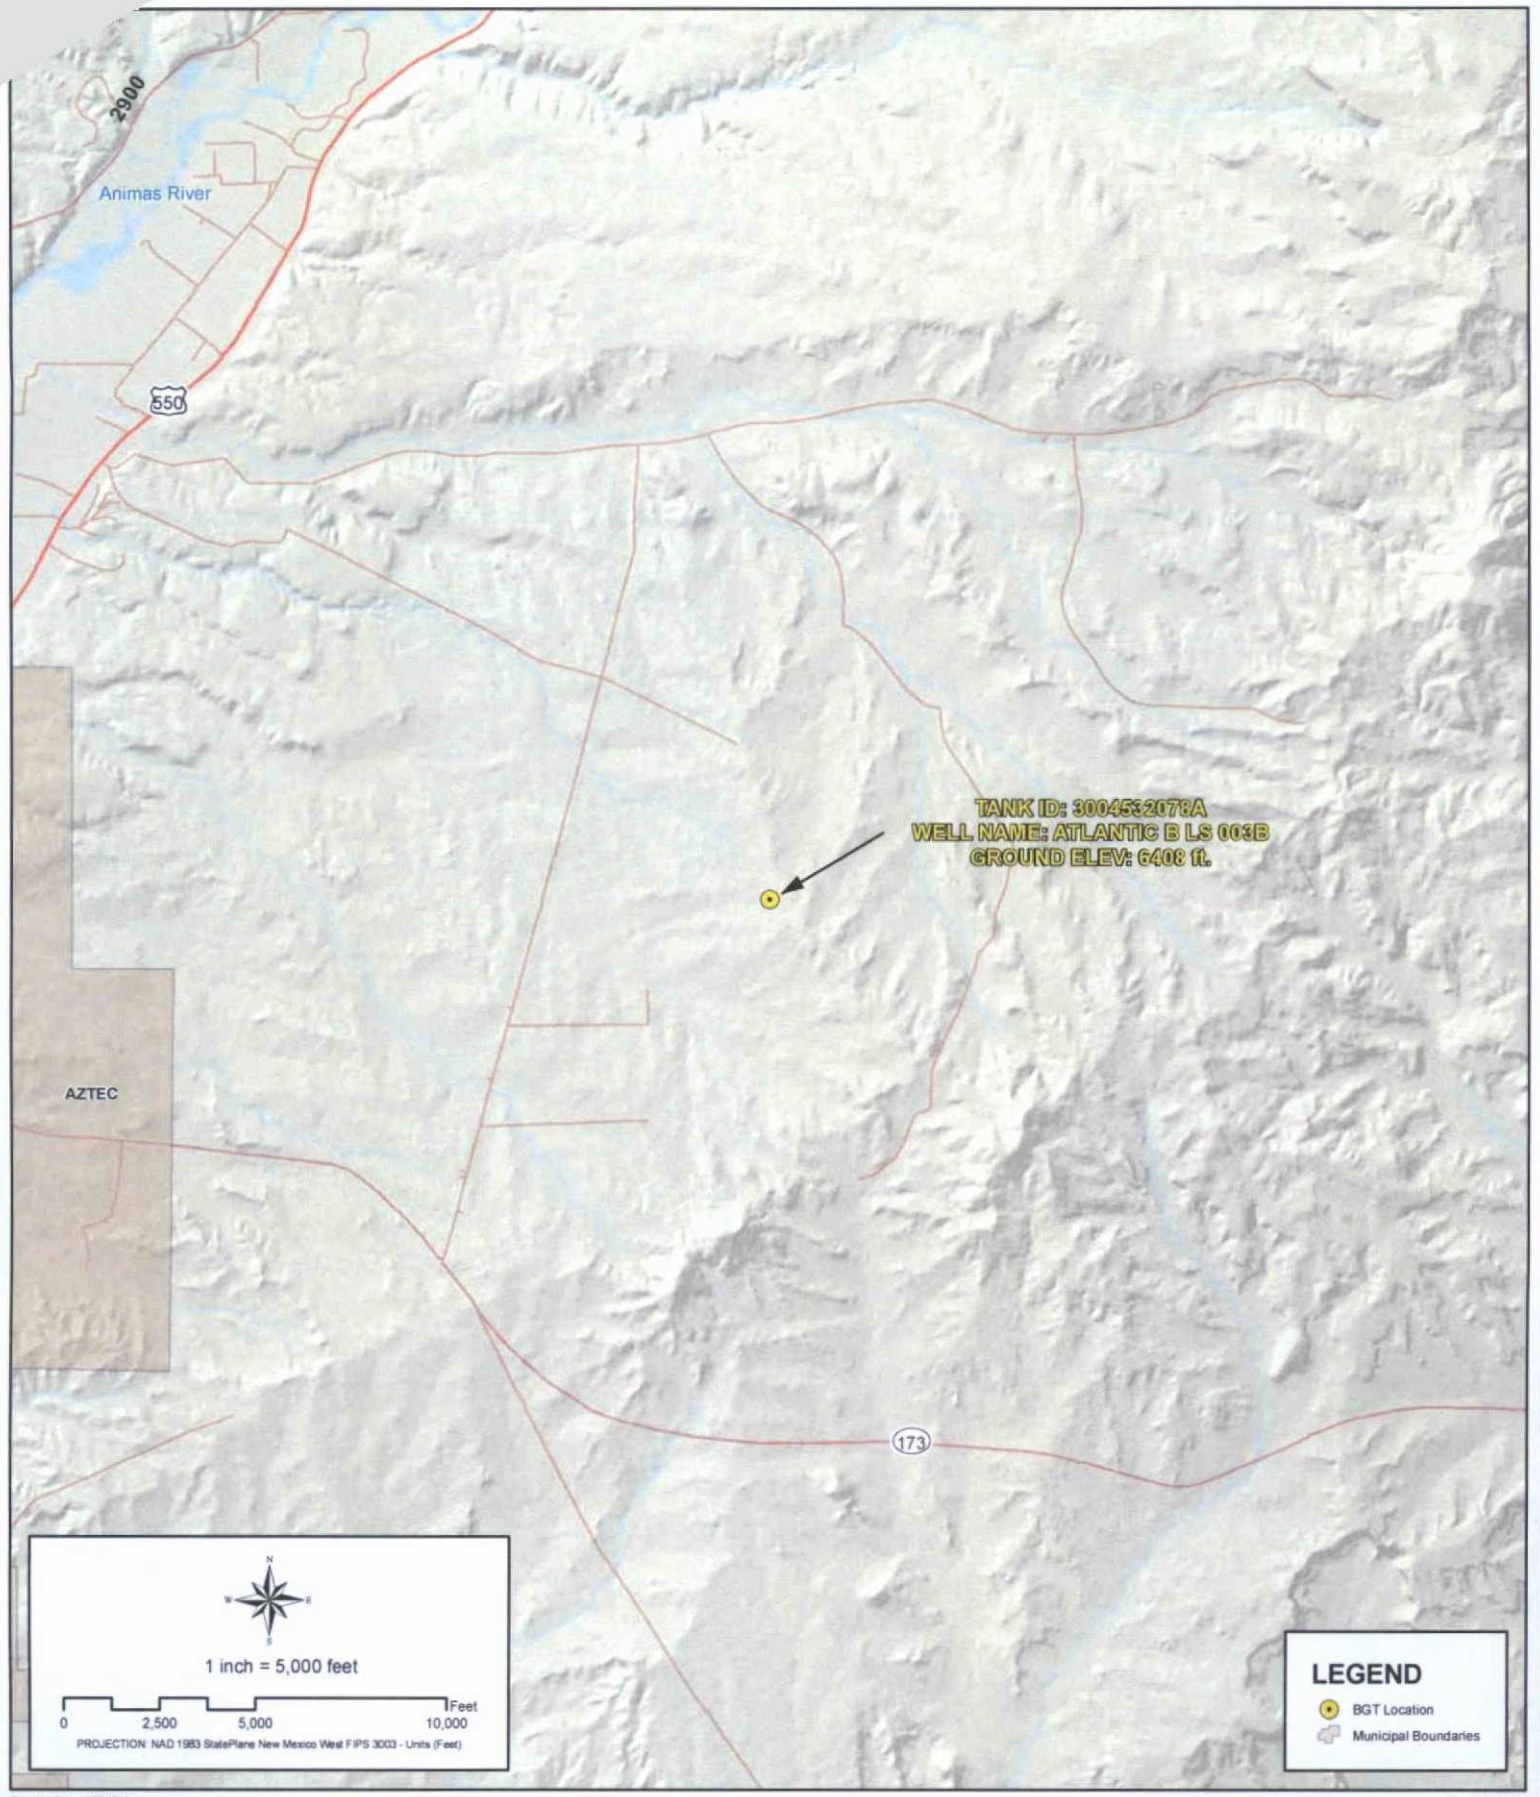 2900
Animas River
550
TANK ID: 3004532078A
WELL NAME: ATLANTIC B LS 003B
GROUND ELEV: 6408 ft.
AZTEC
173
N
W E
S
1 inch = 5,000 feet
Feet
0 2,500 5,000 10,000
PROJECTION: NAD 1983 StatePlane New Mexico West FIPS 3003 - Units (Feet)
LEGEND
BGT Location
Municipal Boundaries